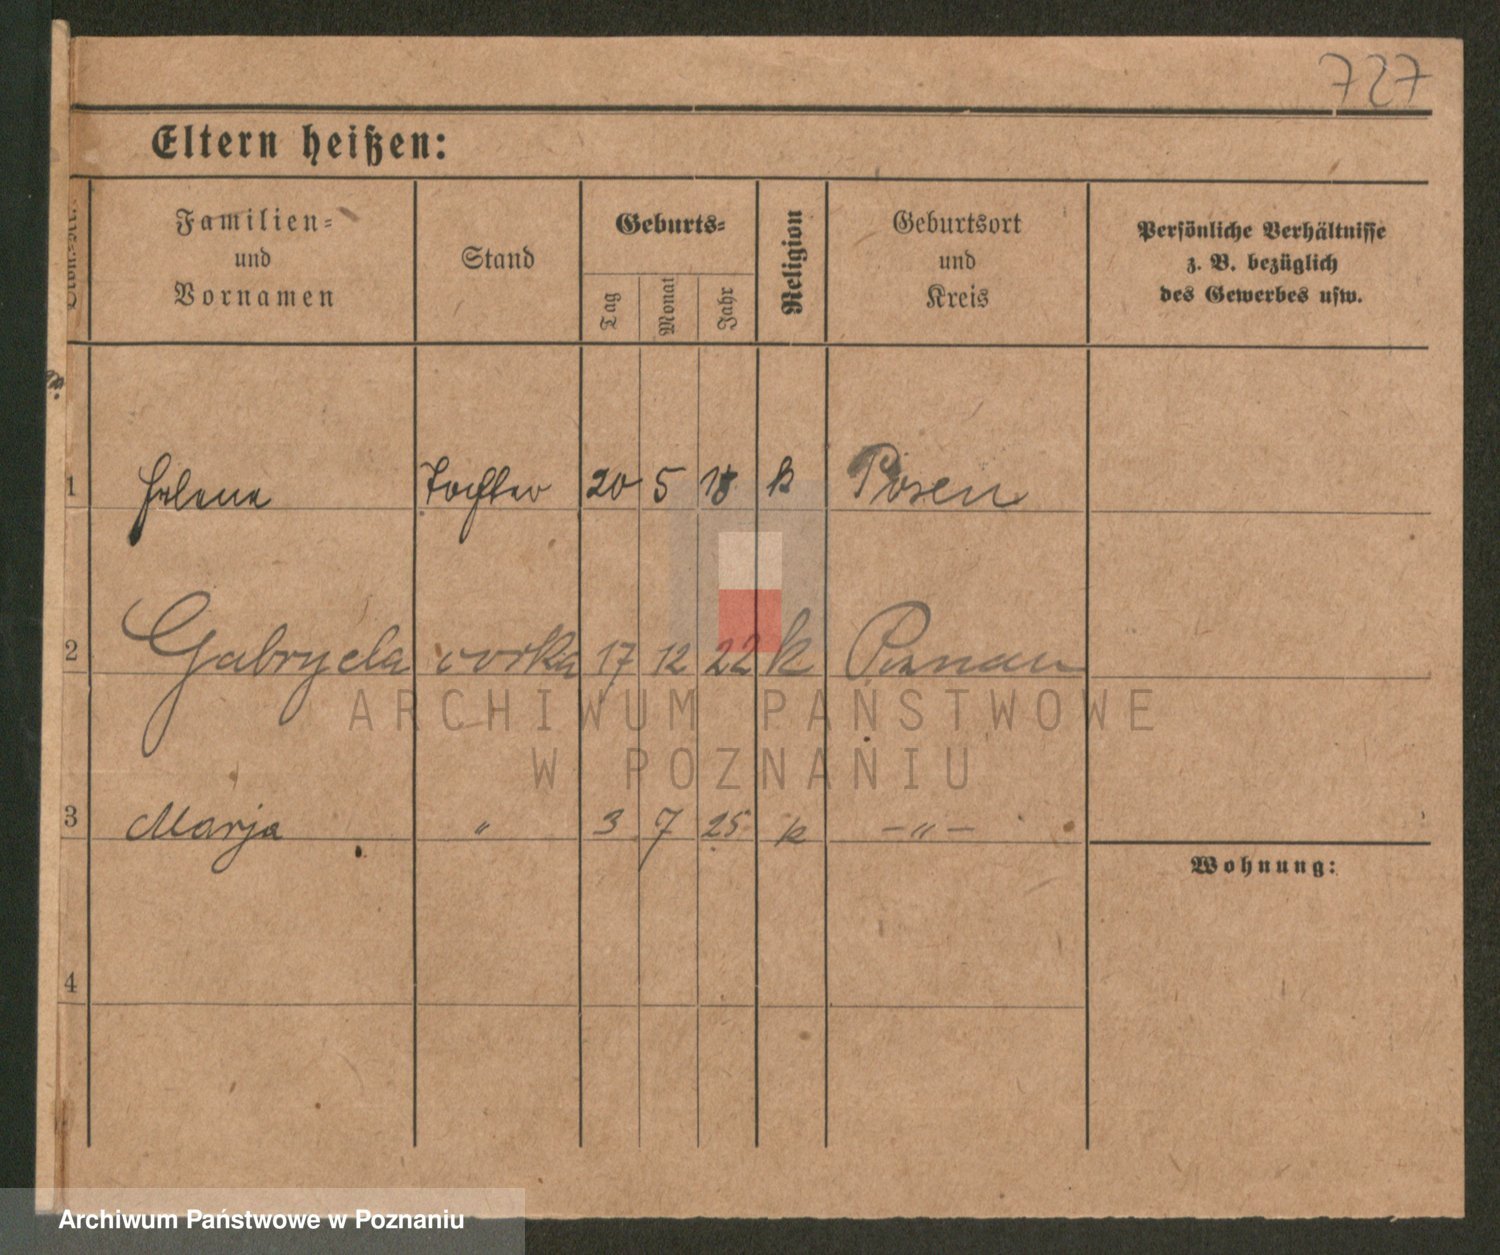 727
Eltern heißen:
Familien=
und
Vornamen
Stand
Geburts=
Tag
Monat
Jahr
Religion
Geburtsort
und
Kreis
Persönliche Verhältnisse
z. B. bezüglich
des Gewerbes usw.
1 Helene Tochter 20 5 18 k Posen
2 Gabryela corka 17 12 22 k Poznan
ARCHIWUM PAŃSTWOWE
W POZNANIU
3 Marja " 3 7 25 k — " —
Wohnung:
4
Archiwum Państwowe w Poznaniu